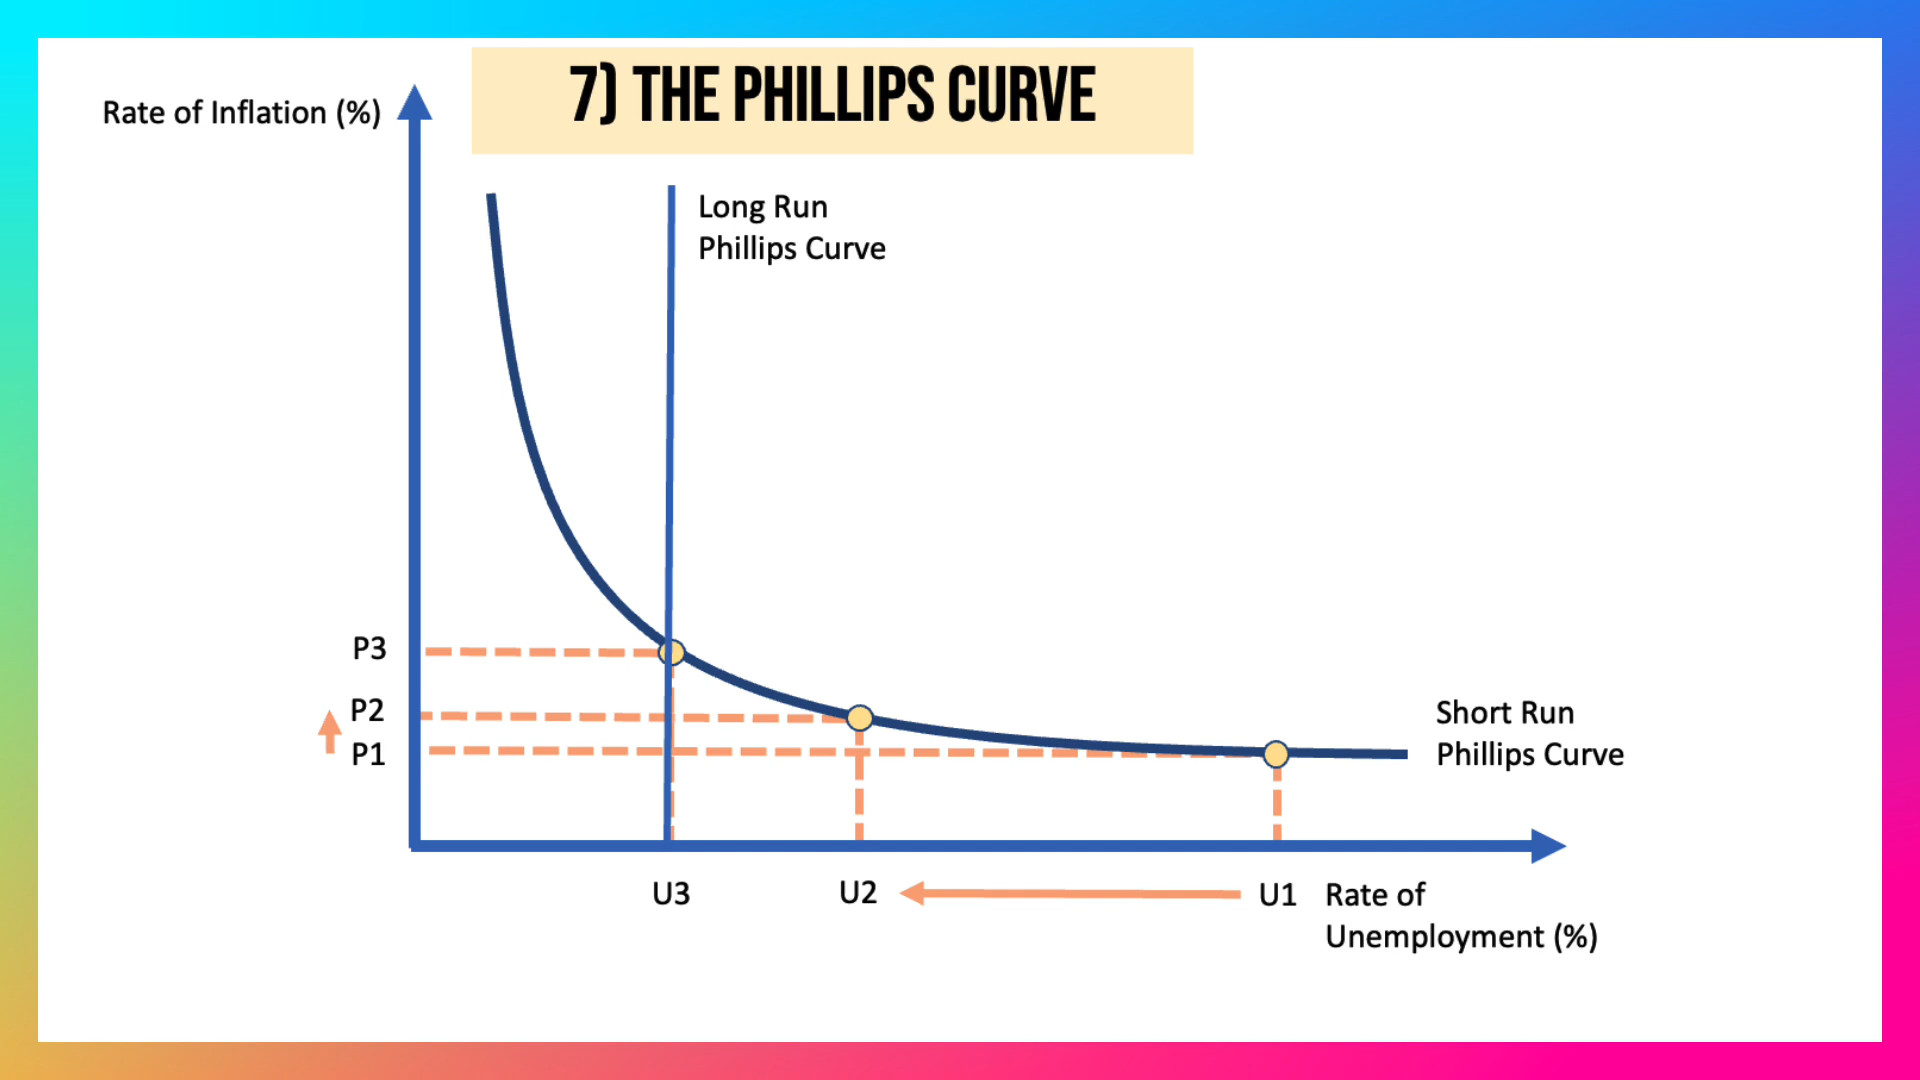 7) THE PHILLIPS CURVE
Rate of Inflation (%)
Long Run
Phillips Curve
P3
P2
P1
Short Run
Phillips Curve
U3
U2
U1
Rate of
Unemployment (%)